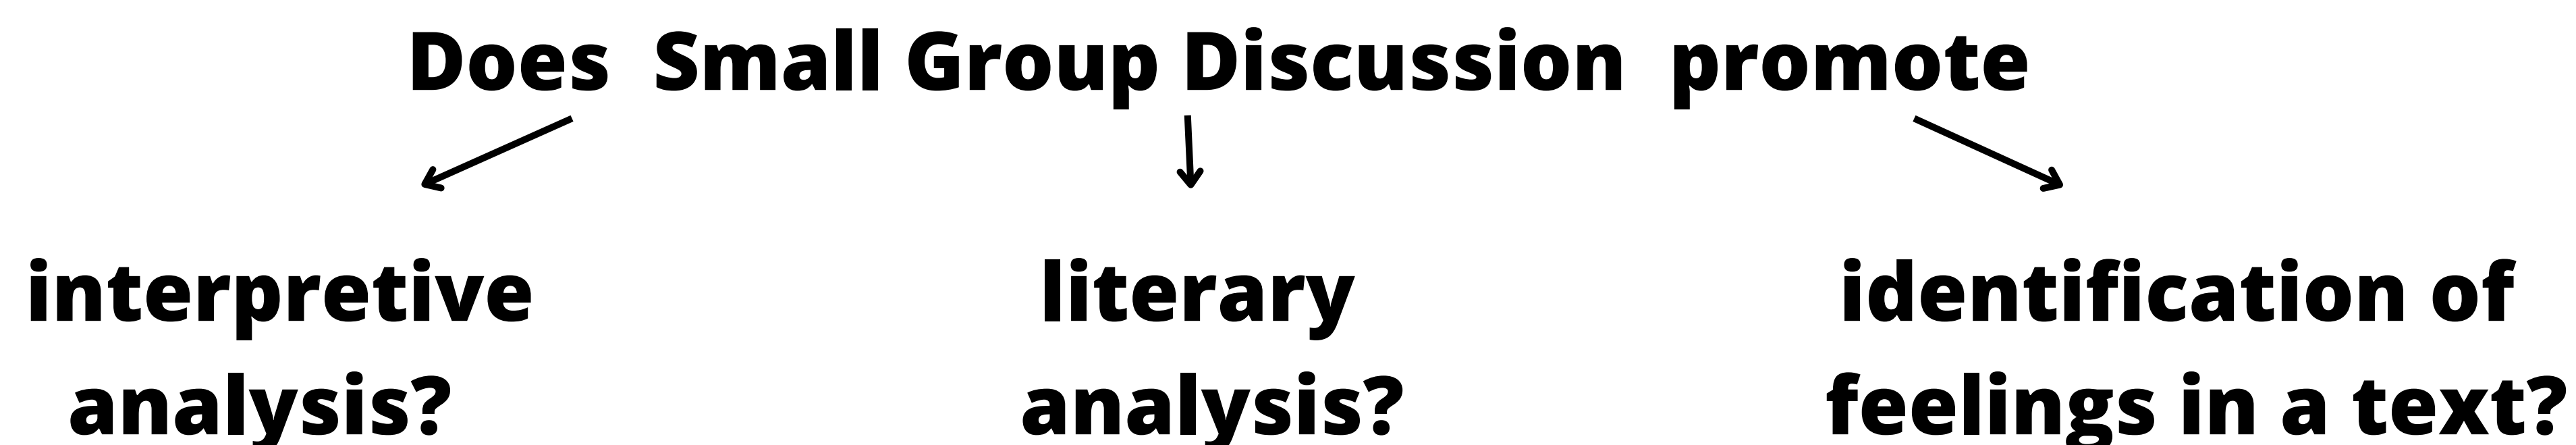 Does Small Group Discussion promote
interpretive
analysis?
literary
analysis?
identification of
feelings in a text?